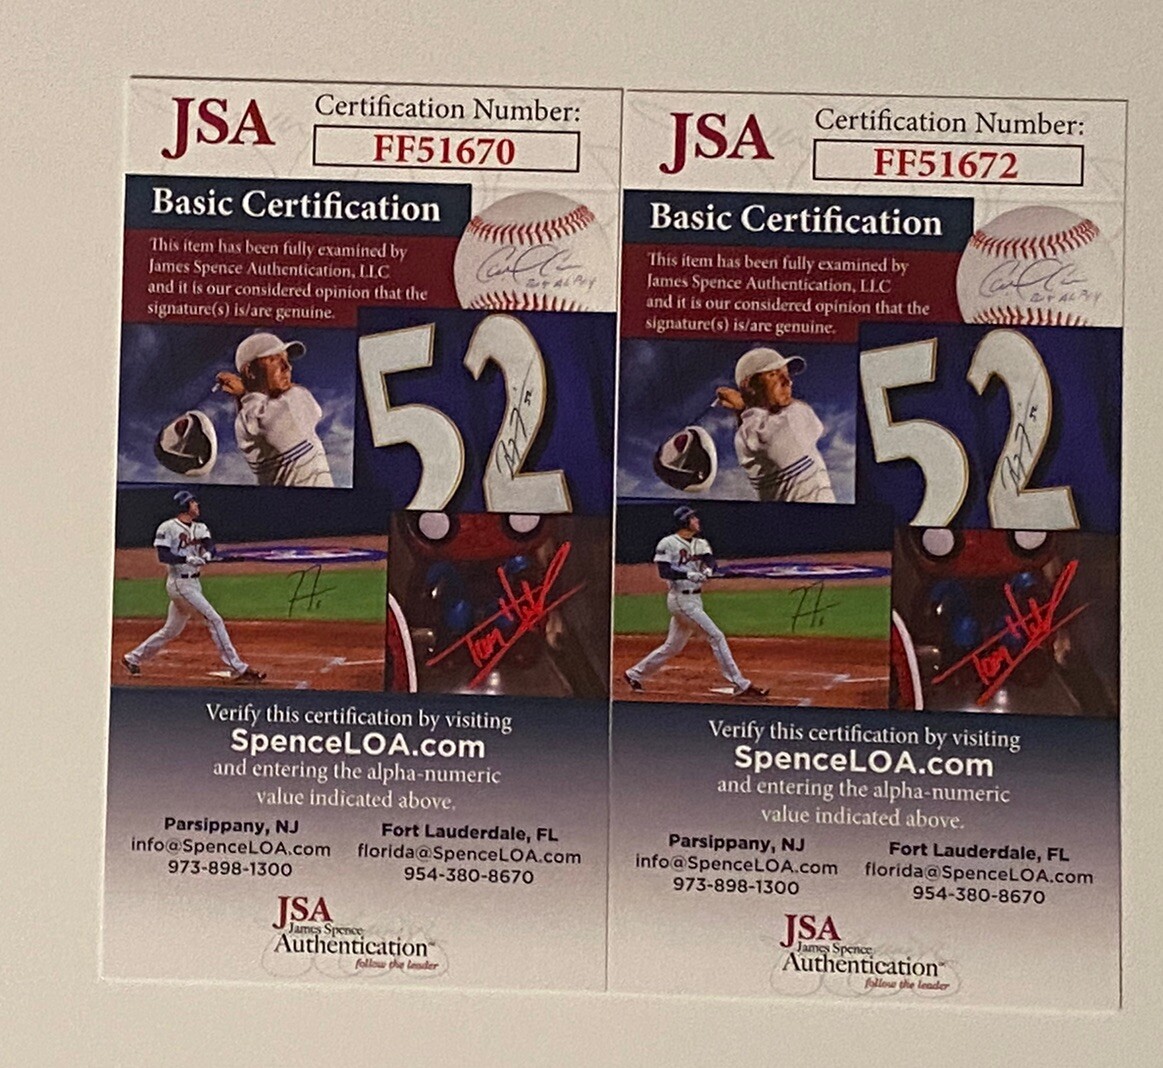 JSA
Certification Number:
FF51670
Basic Certification
This item has been fully examined by
James Spence Authentication, LLC
and it is our considered opinion that the
signature(s) is/are genuine.
52
52
Verify this certification by visiting
SpenceLOA.com
and entering the alpha-numeric
value indicated above.
Parsippany, NJ
info@SpenceLOA.com
973-898-1300
Fort Lauderdale, FL
florida@SpenceLOA.com
954-380-8670
JSA
James Spence
Authentication™
follow the leader
JSA
Certification Number:
FF51672
Basic Certification
This item has been fully examined by
James Spence Authentication, LLC
and it is our considered opinion that the
signature(s) is/are genuine.
52
52
Verify this certification by visiting
SpenceLOA.com
and entering the alpha-numeric
value indicated above.
Parsippany, NJ
info@SpenceLOA.com
973-898-1300
Fort Lauderdale, FL
florida@SpenceLOA.com
954-380-8670
JSA
James Spence
Authentication™
follow the leader